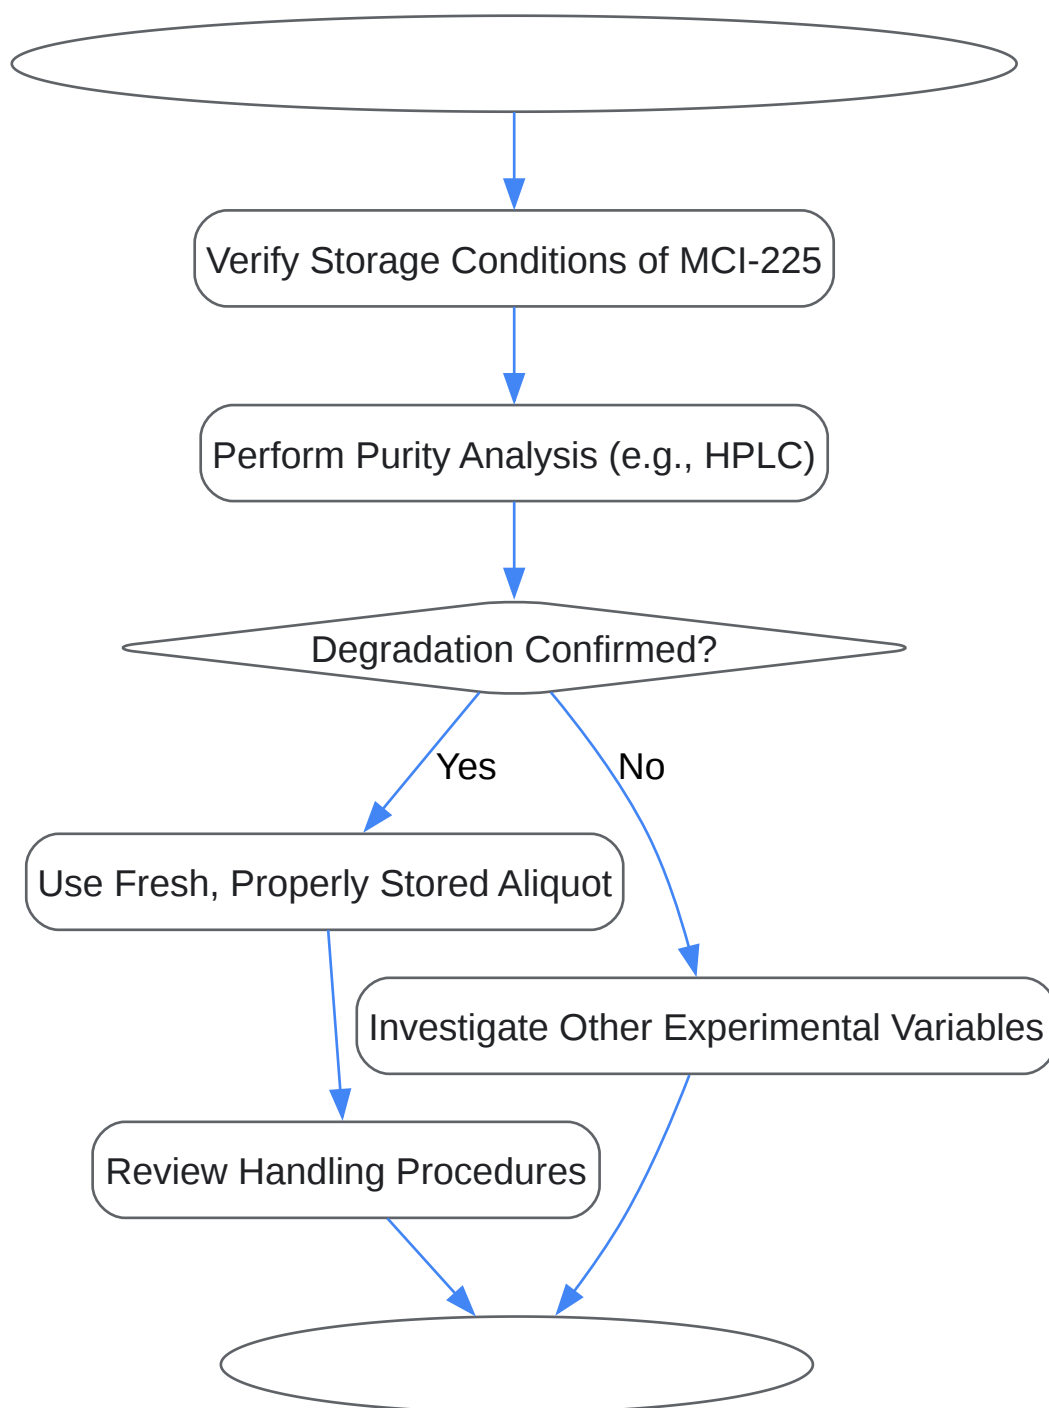 Verify Storage Conditions of MCI-225
Perform Purity Analysis (e.g., HPLC)
Degradation Confirmed?
Yes
No
Use Fresh, Properly Stored Aliquot
Investigate Other Experimental Variables
Review Handling Procedures